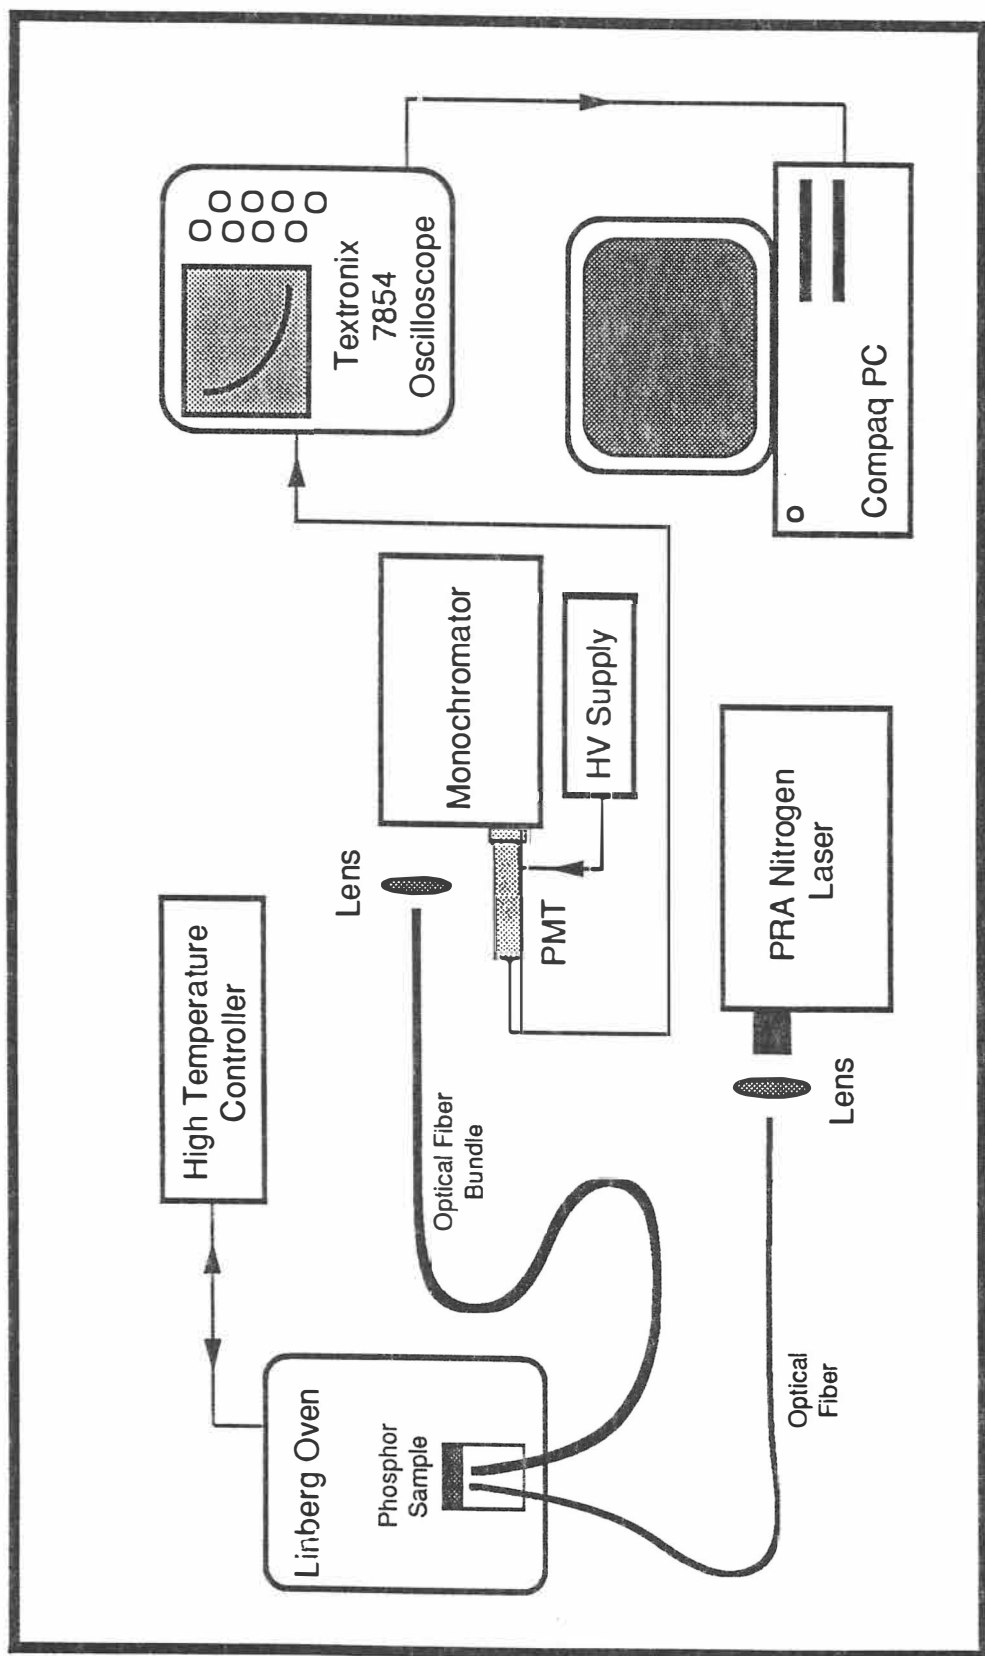 Linberg Oven
Phosphor
Sample
High Temperature
Controller
Optical Fiber
Bundle
Lens
Monochromator
PMT
HV Supply
Textronix
7854
Oscilloscope
Compaq PC
Optical
Fiber
Lens
PRA Nitrogen
Laser